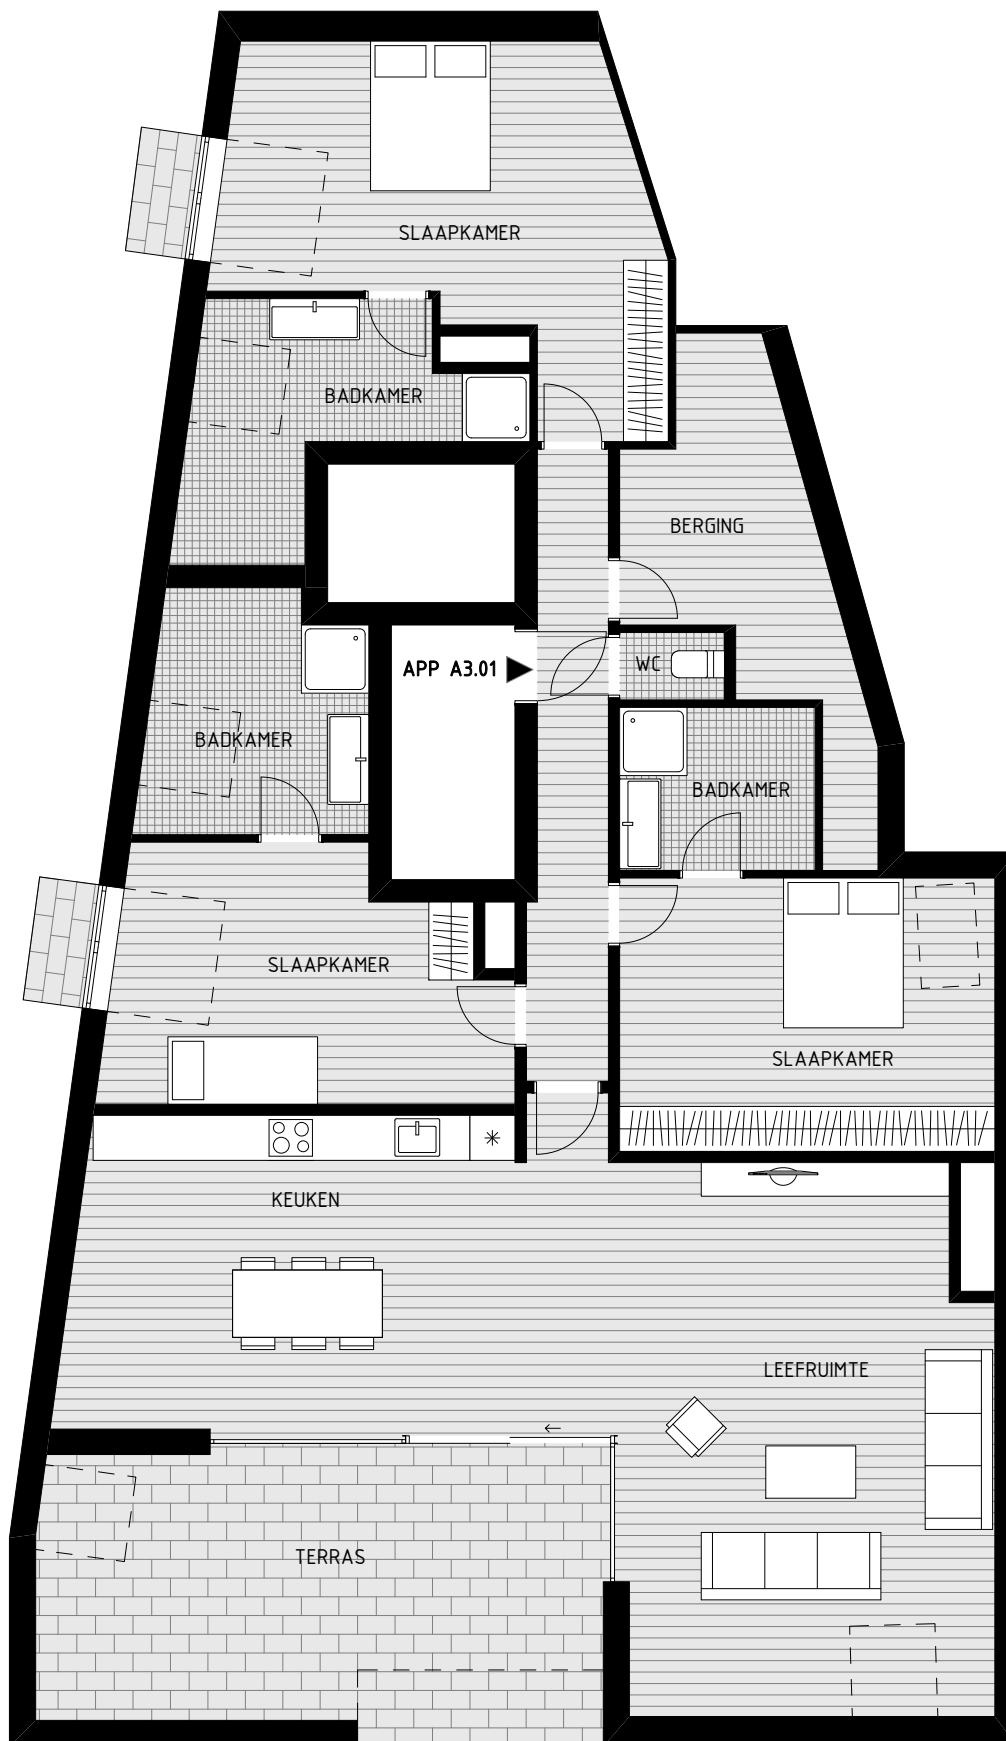 SLAAPKAMER
BADKAMER
BERGING
APP A3.01
WC
BADKAMER
BADKAMER
SLAAPKAMER
SLAAPKAMER
KEUKEN
LEEFRUIMTE
TERRAS